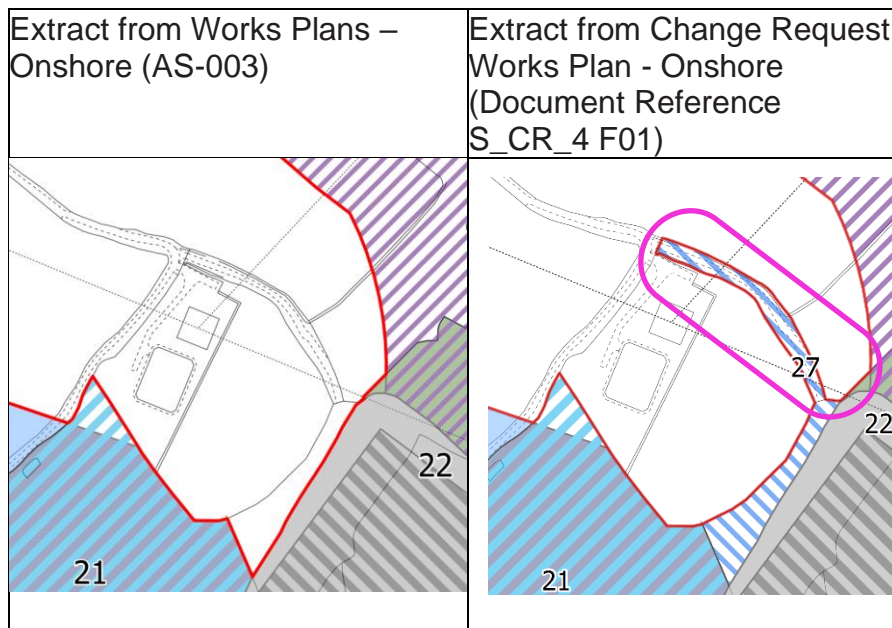 Extract from Works Plans –
Onshore (AS-003)
Extract from Change Request
Works Plan - Onshore
(Document Reference
S_CR_4 F01)
22
21
27
22
21